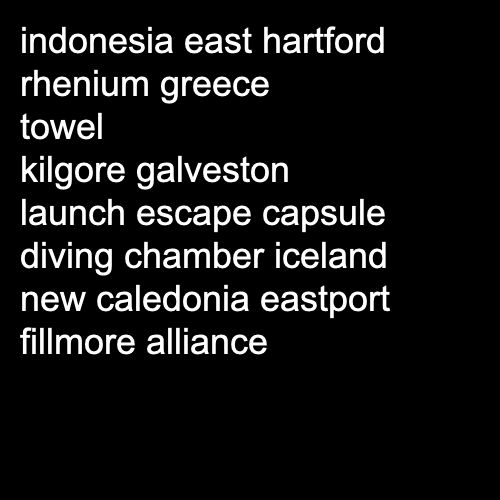 indonesia east hartford
rhenium greece
towel
kilgore galveston
launch escape capsule
diving chamber iceland
new caledonia eastport
fillmore alliance